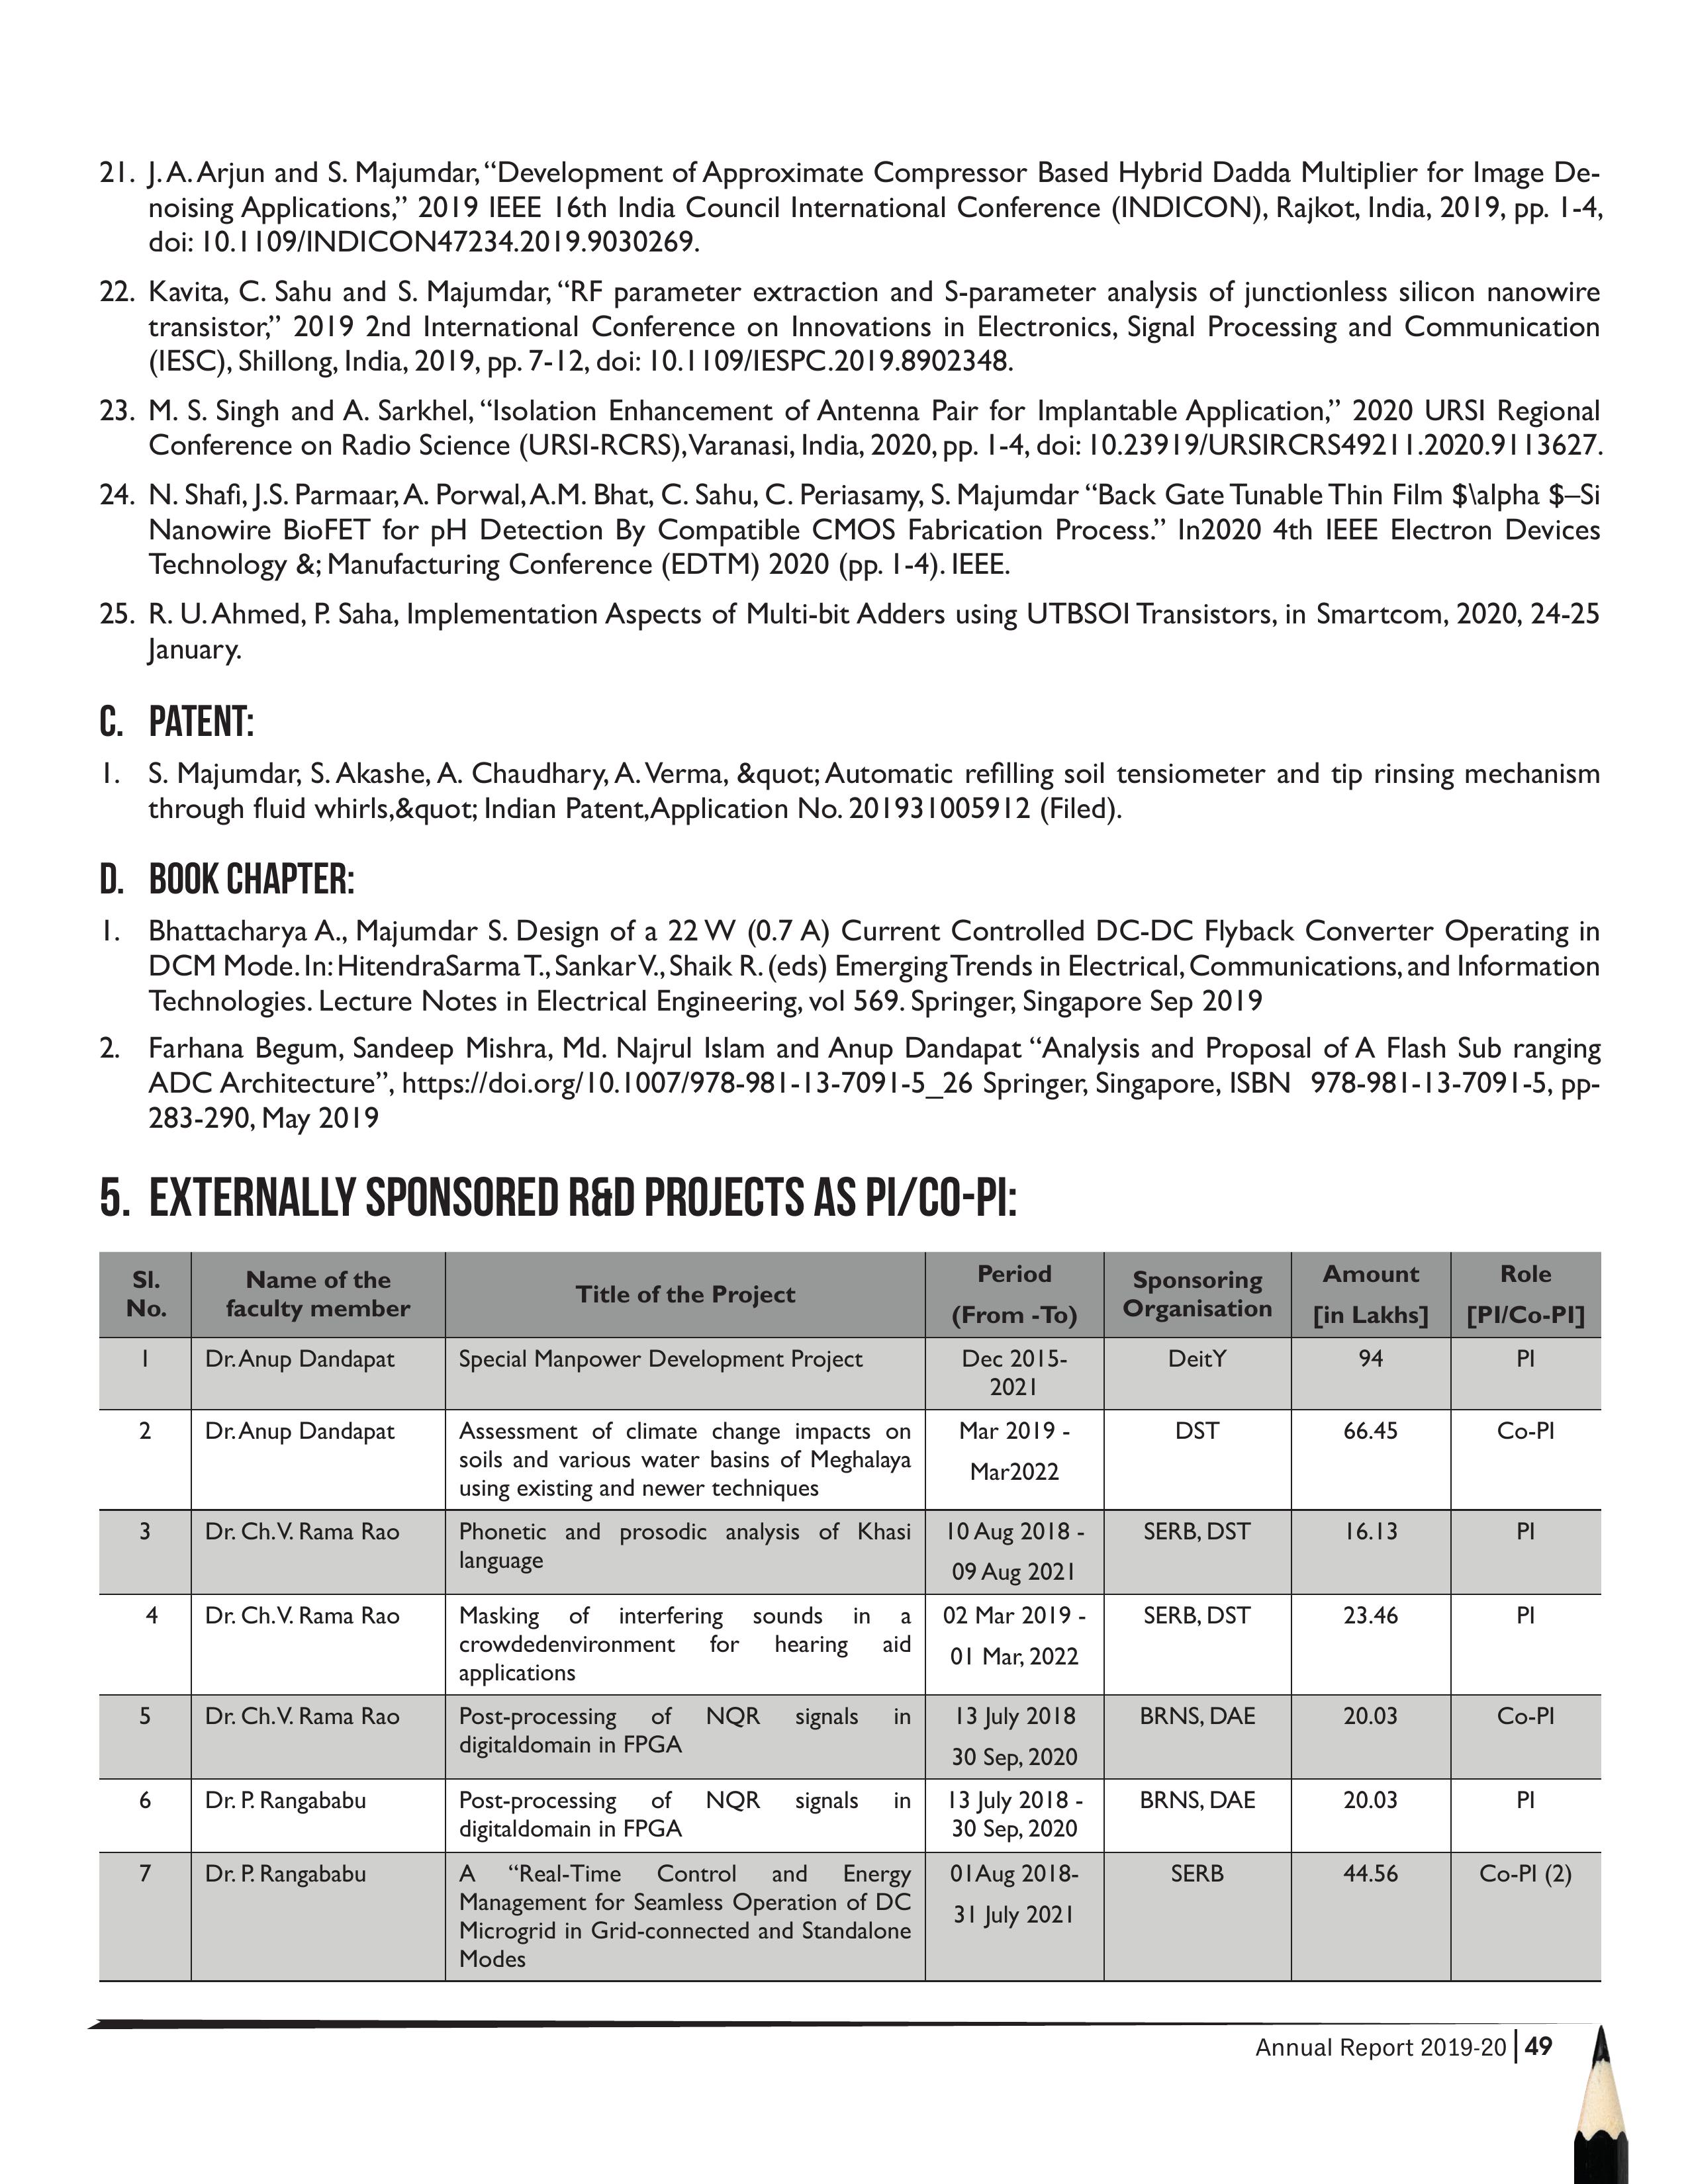 21. J. A. Arjun and S. Majumdar, “Development of Approximate Compressor Based Hybrid Dadda Multiplier for Image De-
noising Applications,” 2019 IEEE 16th India Council International Conference (INDICON), Rajkot, India, 2019, pp. 1-4,
doi: 10.1109/INDICON47234.2019.9030269.
22. Kavita, C. Sahu and S. Majumdar, “RF parameter extraction and S-parameter analysis of junctionless silicon nanowire
transistor,” 2019 2nd International Conference on Innovations in Electronics, Signal Processing and Communication
(IESC), Shillong, India, 2019, pp. 7-12, doi: 10.1109/IESPC.2019.8902348.
23. M. S. Singh and A. Sarkhel, “Isolation Enhancement of Antenna Pair for Implantable Application,” 2020 URSI Regional
Conference on Radio Science (URSI-RCRS), Varanasi, India, 2020, pp. 1-4, doi: 10.23919/URSIRCRS49211.2020.9113627.
24. N. Shafi, J.S. Parmaar, A. Porwal, A.M. Bhat, C. Sahu, C. Periasamy, S. Majumdar “Back Gate Tunable Thin Film $\alpha $–Si
Nanowire BioFET for pH Detection By Compatible CMOS Fabrication Process.” In2020 4th IEEE Electron Devices
Technology &; Manufacturing Conference (EDTM) 2020 (pp. 1-4). IEEE.
25. R. U. Ahmed, P. Saha, Implementation Aspects of Multi-bit Adders using UTBSOI Transistors, in Smartcom, 2020, 24-25
January.
C. PATENT:
1. S. Majumdar, S. Akashe, A. Chaudhary, A. Verma, &quot; Automatic refilling soil tensiometer and tip rinsing mechanism
through fluid whirls,&quot; Indian Patent,Application No. 201931005912 (Filed).
D. BOOK CHAPTER:
1. Bhattacharya A., Majumdar S. Design of a 22 W (0.7 A) Current Controlled DC-DC Flyback Converter Operating in
DCM Mode. In: HitendraSarma T., Sankar V., Shaik R. (eds) Emerging Trends in Electrical, Communications, and Information
Technologies. Lecture Notes in Electrical Engineering, vol 569. Springer, Singapore Sep 2019
2. Farhana Begum, Sandeep Mishra, Md. Najrul Islam and Anup Dandapat “Analysis and Proposal of A Flash Sub ranging
ADC Architecture”, https://doi.org/10.1007/978-981-13-7091-5_26 Springer, Singapore, ISBN 978-981-13-7091-5, pp-
283-290, May 2019
5. EXTERNALLY SPONSORED R&D PROJECTS AS PI/CO-PI:
Sl. No. Name of the faculty member Title of the Project Period (From -To) Sponsoring Organisation Amount [in Lakhs] Role [PI/Co-PI]
1 Dr. Anup Dandapat Special Manpower Development Project Dec 2015- DeitY 94 PI
2021
2 Dr. Anup Dandapat Assessment of climate change impacts on Mar 2019 - DST 66.45 Co-PI
soils and various water basins of Meghalaya Mar2022
using existing and newer techniques
3 Dr. Ch.V. Rama Rao Phonetic and prosodic analysis of Khasi 10 Aug 2018 - SERB, DST 16.13 PI
language 09 Aug 2021
4 Dr. Ch.V. Rama Rao Masking of interfering sounds in a 02 Mar 2019 - SERB, DST 23.46 PI
crowdedenvironment for hearing aid 01 Mar, 2022
applications
5 Dr. Ch.V. Rama Rao Post-processing of NQR signals in 13 July 2018 BRNS, DAE 20.03 Co-PI
digitaldomain in FPGA 30 Sep, 2020
6 Dr. P. Rangababu Post-processing of NQR signals in 13 July 2018 - BRNS, DAE 20.03 PI
digitaldomain in FPGA 30 Sep, 2020
7 Dr. P. Rangababu A “Real-Time Control and Energy 01Aug 2018- SERB 44.56 Co-PI (2)
Management for Seamless Operation of DC 31 July 2021
Microgrid in Grid-connected and Standalone
Modes
Annual Report 2019-20 | 49